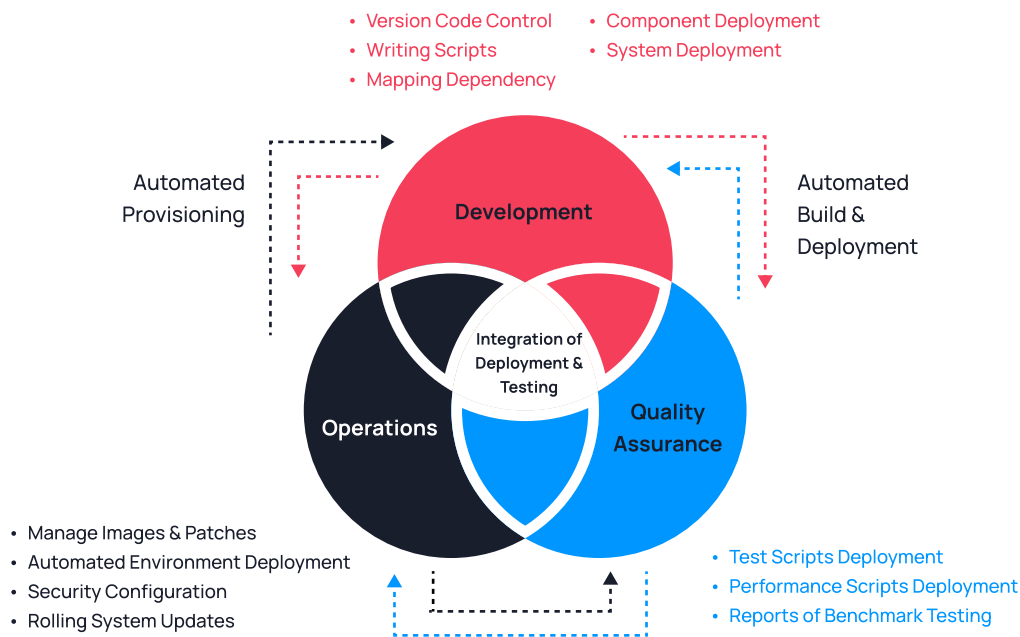 • Version Code Control
• Writing Scripts
• Mapping Dependency
• Component Deployment
• System Deployment
Automated
Provisioning
Development
Automated
Build &
Deployment
Integration of
Deployment &
Testing
Operations
Quality
Assurance
• Manage Images & Patches
• Automated Environment Deployment
• Security Configuration
• Rolling System Updates
• Test Scripts Deployment
• Performance Scripts Deployment
• Reports of Benchmark Testing